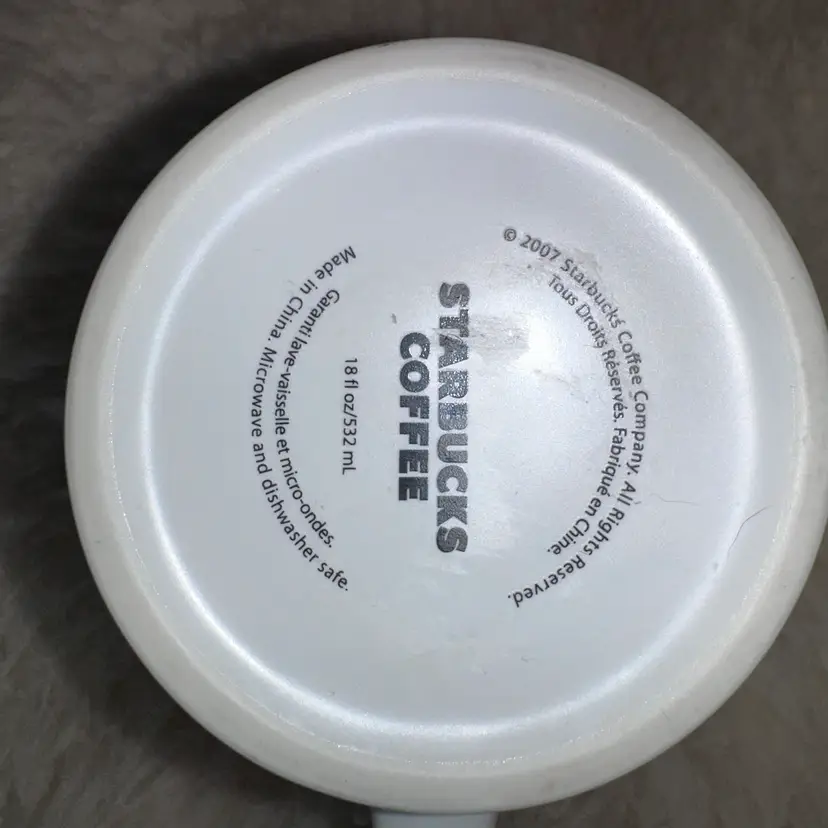 © 2007 Starbucks Coffee Company. All Rights Reserved.
Tous Droits Réservés. Fabriqué en Chine.
STARBUCKS
COFFEE
18 fl oz/532 mL
Garanti lave-vaisselle et micro-ondes.
Made in China. Microwave and dishwasher safe.